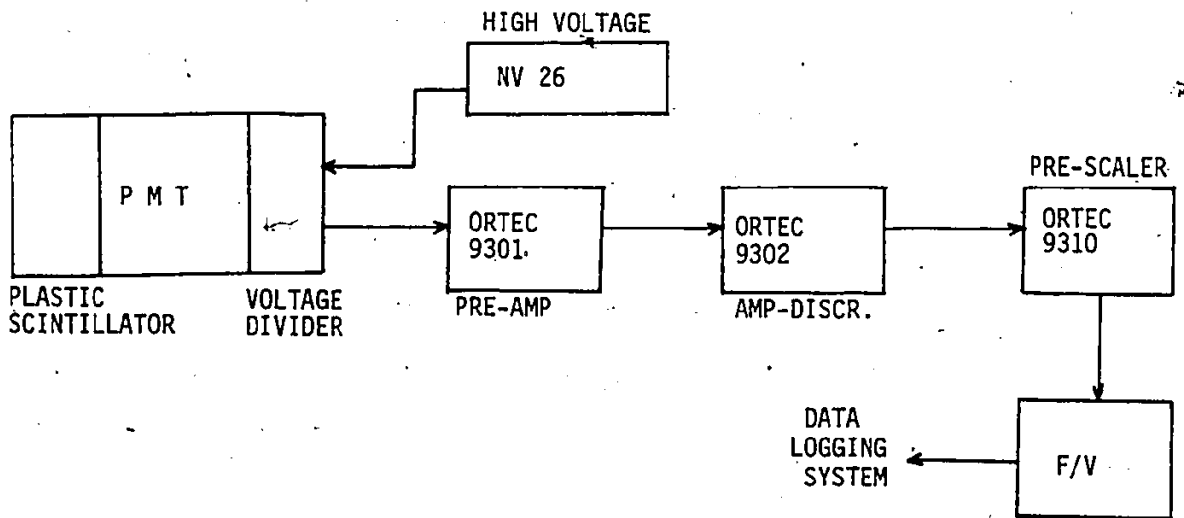 HIGH VOLTAGE
NV 26
P M T
PLASTIC
SCINTILLATOR
VOLTAGE
DIVIDER
ORTEC
9301
PRE-AMP
ORTEC
9302
AMP-DISCR.
PRE-SCALER
ORTEC
9310
DATA
LOGGING
SYSTEM
F/V